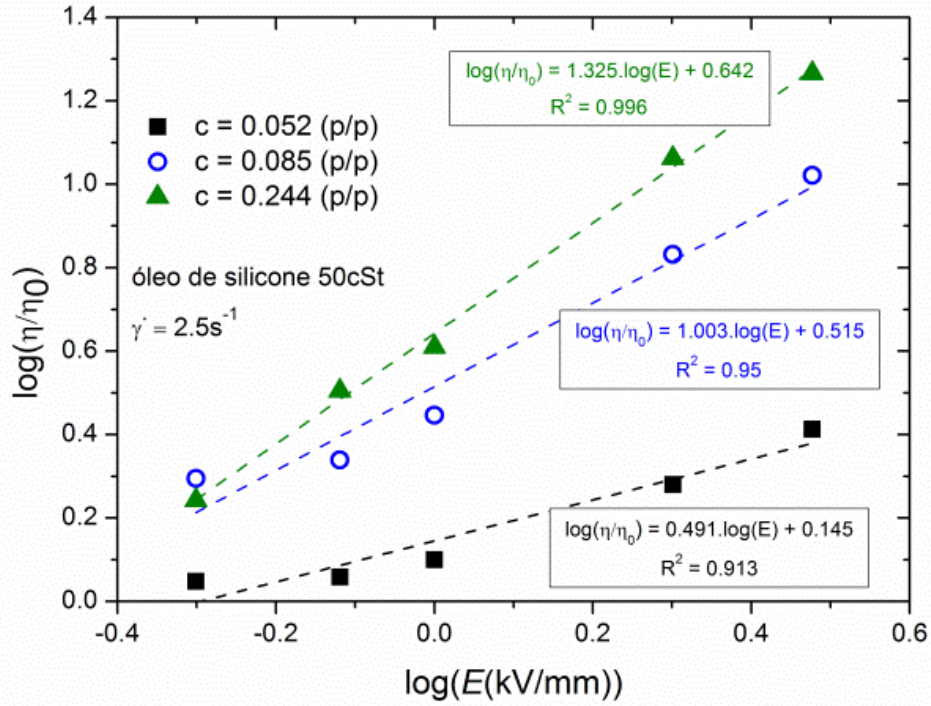 1.4
1.2
1.0
0.8
0.6
0.4
0.2
0.0
log(η/η0)
log(η/η0) = 1.325.log(E) + 0.642
R2 = 0.996
c = 0.052 (p/p)
c = 0.085 (p/p)
c = 0.244 (p/p)
óleo de silicone 50cSt
γ̇ = 2.5s-1
log(η/η0) = 1.003.log(E) + 0.515
R2 = 0.95
log(η/η0) = 0.491.log(E) + 0.145
R2 = 0.913
-0.4 -0.2 0.0 0.2 0.4 0.6
log(E(kV/mm))